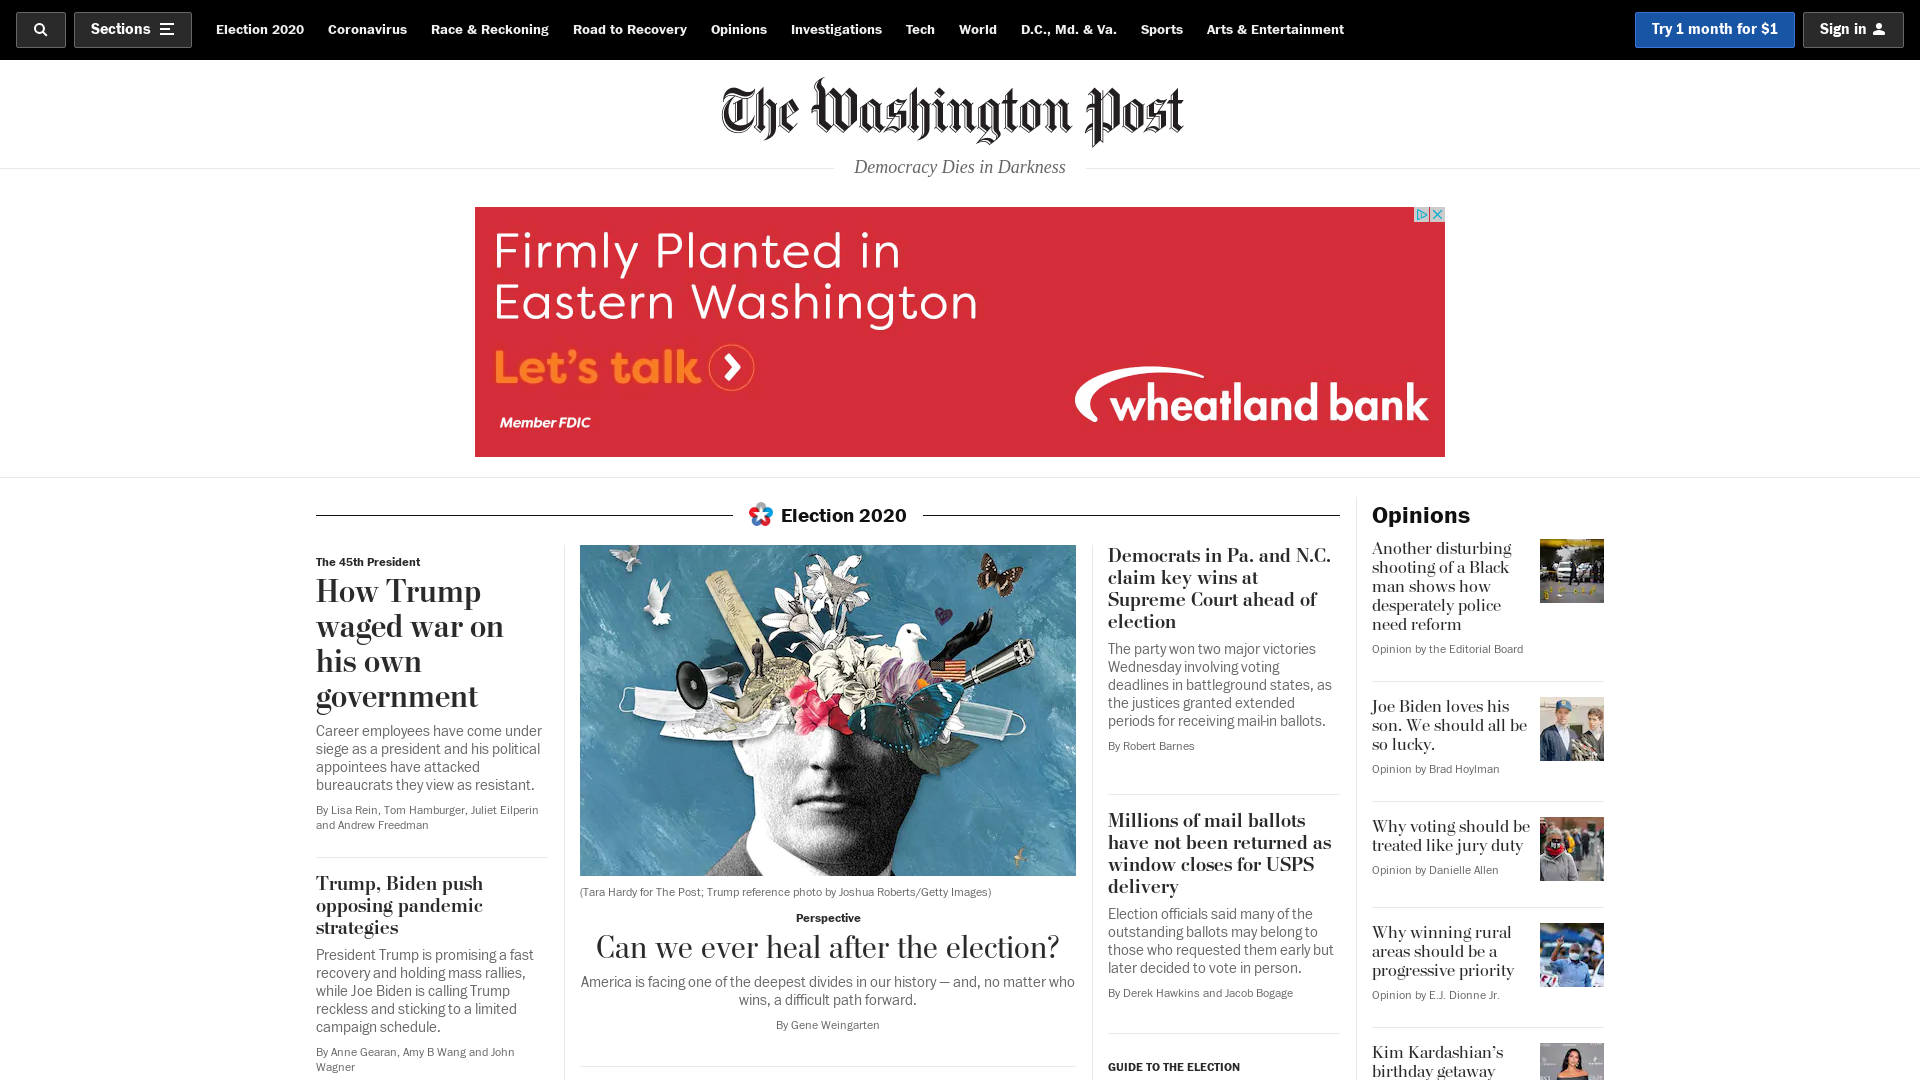 Sections
Election 2020
Coronavirus
Race & Reckoning
Road to Recovery
Opinions
Investigations
Tech
World
D.C., Md. & Va.
Sports
Arts & Entertainment
Try 1 month for $1
Sign in
The Washington Post
Democracy Dies in Darkness
Firmly Planted in
Eastern Washington
Let's talk
Member FDIC
wheatland bank
Election 2020
The 45th President
How Trump
waged war on
his own
government
Career employees have come under
siege as a president and his political
appointees have attacked
bureaucrats they view as resistant.
By Lisa Rein, Tom Hamburger, Juliet Eilperin
and Andrew Freedman
Trump, Biden push
opposing pandemic
strategies
President Trump is promising a fast
recovery and holding mass rallies,
while Joe Biden is calling Trump
reckless and sticking to a limited
campaign schedule.
By Anne Gearan, Amy B Wang and John
Wagner
(Tara Hardy for The Post; Trump reference photo by Joshua Roberts/Getty Images)
Perspective
Can we ever heal after the election?
America is facing one of the deepest divides in our history — and, no matter who
wins, a difficult path forward.
By Gene Weingarten
Democrats in Pa. and N.C.
claim key wins at
Supreme Court ahead of
election
The party won two major victories
Wednesday involving voting
deadlines in battleground states, as
the justices granted extended
periods for receiving mail-in ballots.
By Robert Barnes
Millions of mail ballots
have not been returned as
window closes for USPS
delivery
Election officials said many of the
outstanding ballots may belong to
those who requested them early but
later decided to vote in person.
By Derek Hawkins and Jacob Bogage
GUIDE TO THE ELECTION
Opinions
Another disturbing
shooting of a Black
man shows how
desperately police
need reform
Opinion by the Editorial Board
Joe Biden loves his
son. We should all be
so lucky.
Opinion by Brad Hoylman
Why voting should be
treated like jury duty
Opinion by Danielle Allen
Why winning rural
areas should be a
progressive priority
Opinion by E.J. Dionne Jr.
Kim Kardashian's
birthday getaway